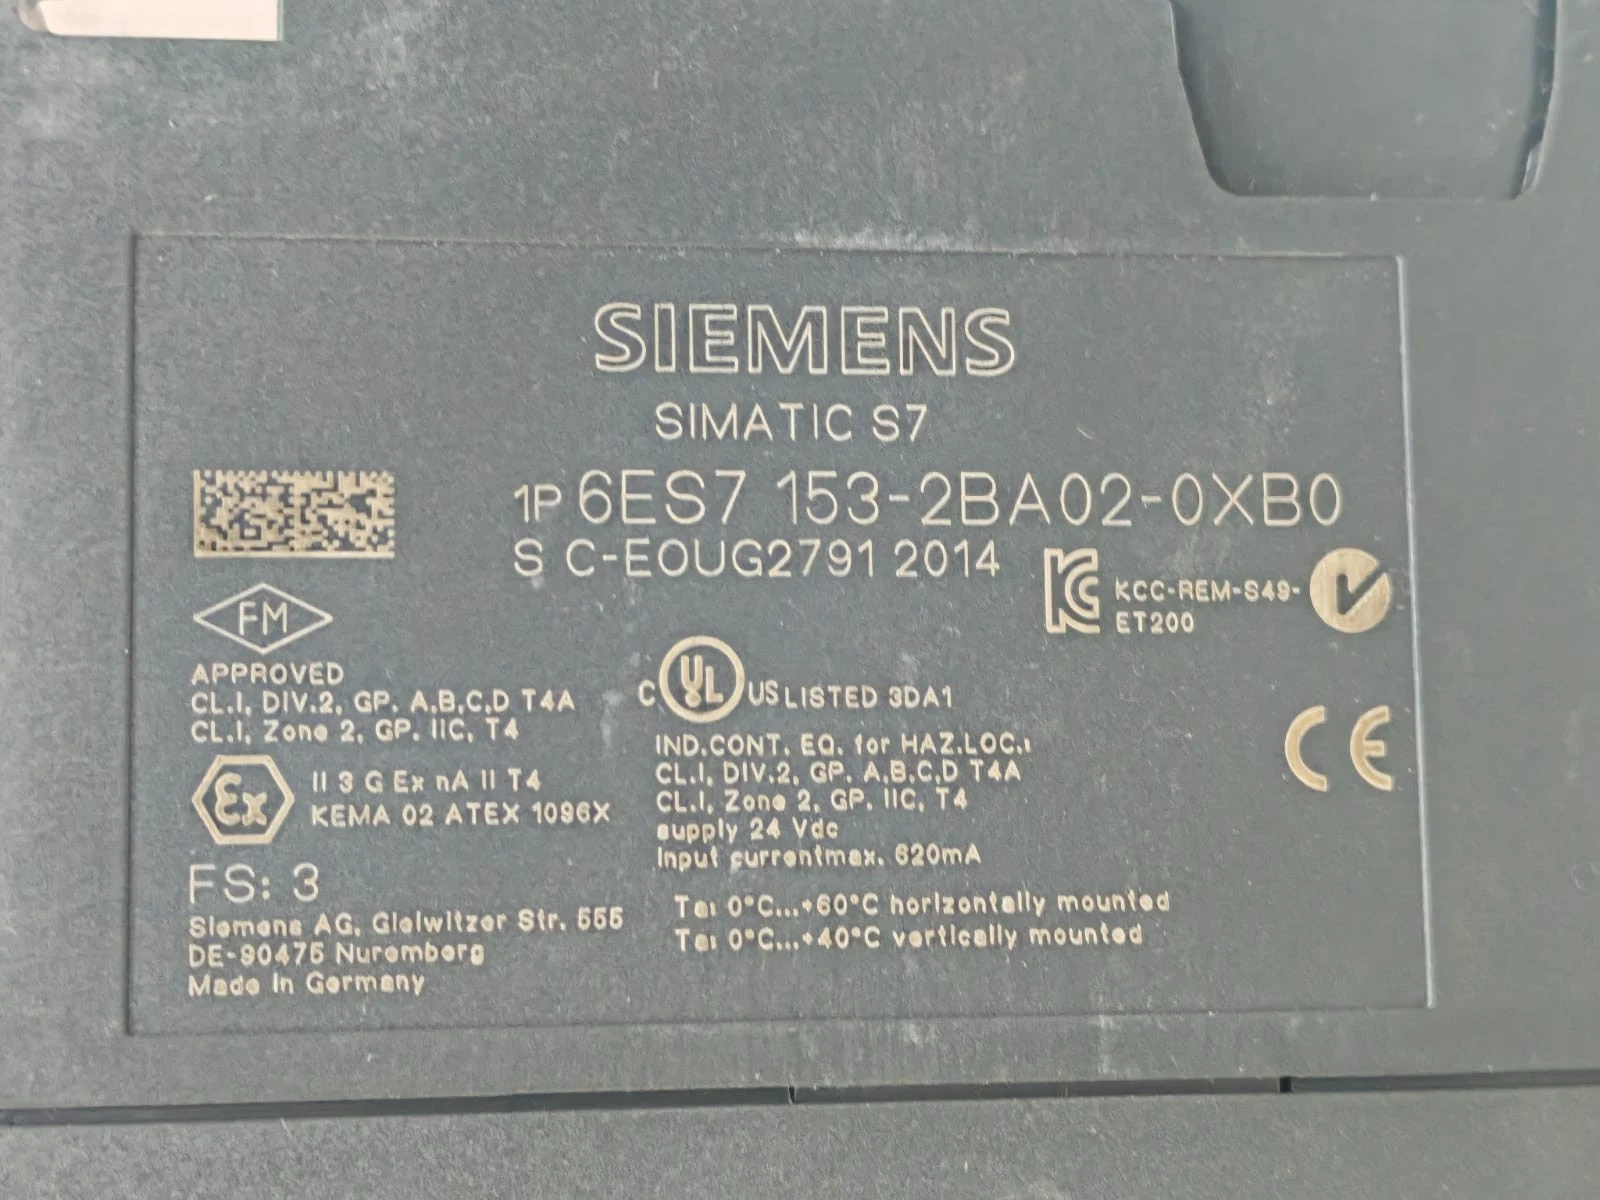 SIEMENS
SIMATIC S7
1P 6ES7 153-2BA02-0XB0
S C-E0UG27912014
KCC-REM-S49-
ET200
FM
APPROVED
CL.I, DIV.2, GP. A,B,C,D T4A
CL.I, Zone 2, GP. IIC, T4
C UL US LISTED 3DA1
IND.CONT. EQ. for HAZ.LOC.:
CL.I, DIV.2, GP. A,B,C,D T4A
CL.I, Zone 2, GP. IIC, T4
supply 24 Vdc
Input currentmax. 620mA
CE
Ex II 3 G Ex nA II T4
KEMA 02 ATEX 1096X
FS: 3
Siemens AG, Gleiwitzer Str. 555
DE-90475 Nuremberg
Made in Germany
Ta: 0°C...+60°C horizontally mounted
Ta: 0°C...+40°C vertically mounted